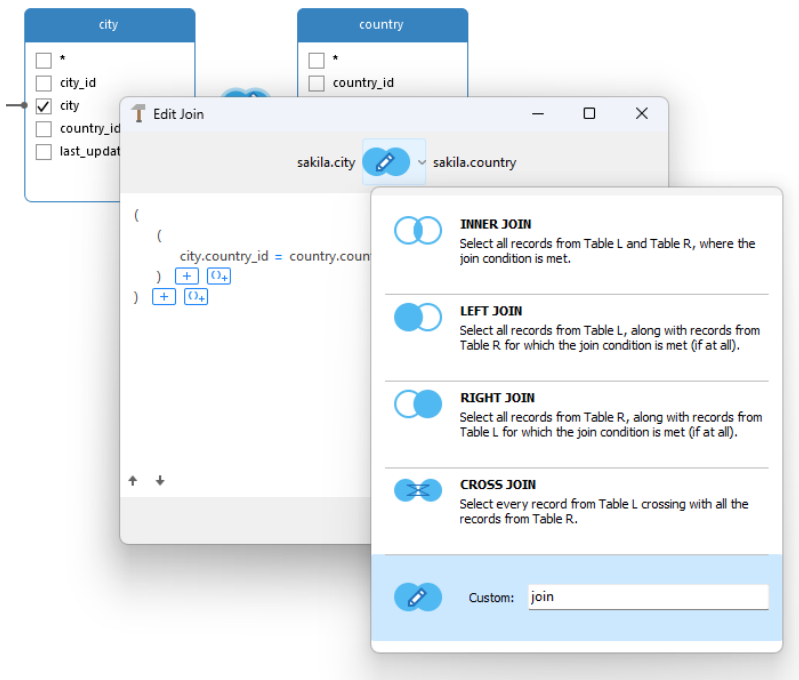 city
country
*
*
city_id
country_id
city
Edit Join
country_id
sakila.city
sakila.country
(
(
city.country_id =
)
)
INNER JOIN
Select all records from Table L and Table R, where the
join condition is met.
LEFT JOIN
Select all records from Table L, along with records from
Table R for which the join condition is met (if at all).
RIGHT JOIN
Select all records from Table R, along with records from
Table L for which the join condition is met (if at all).
CROSS JOIN
Select every record from Table L crossing with all the
records from Table R.
Custom: join